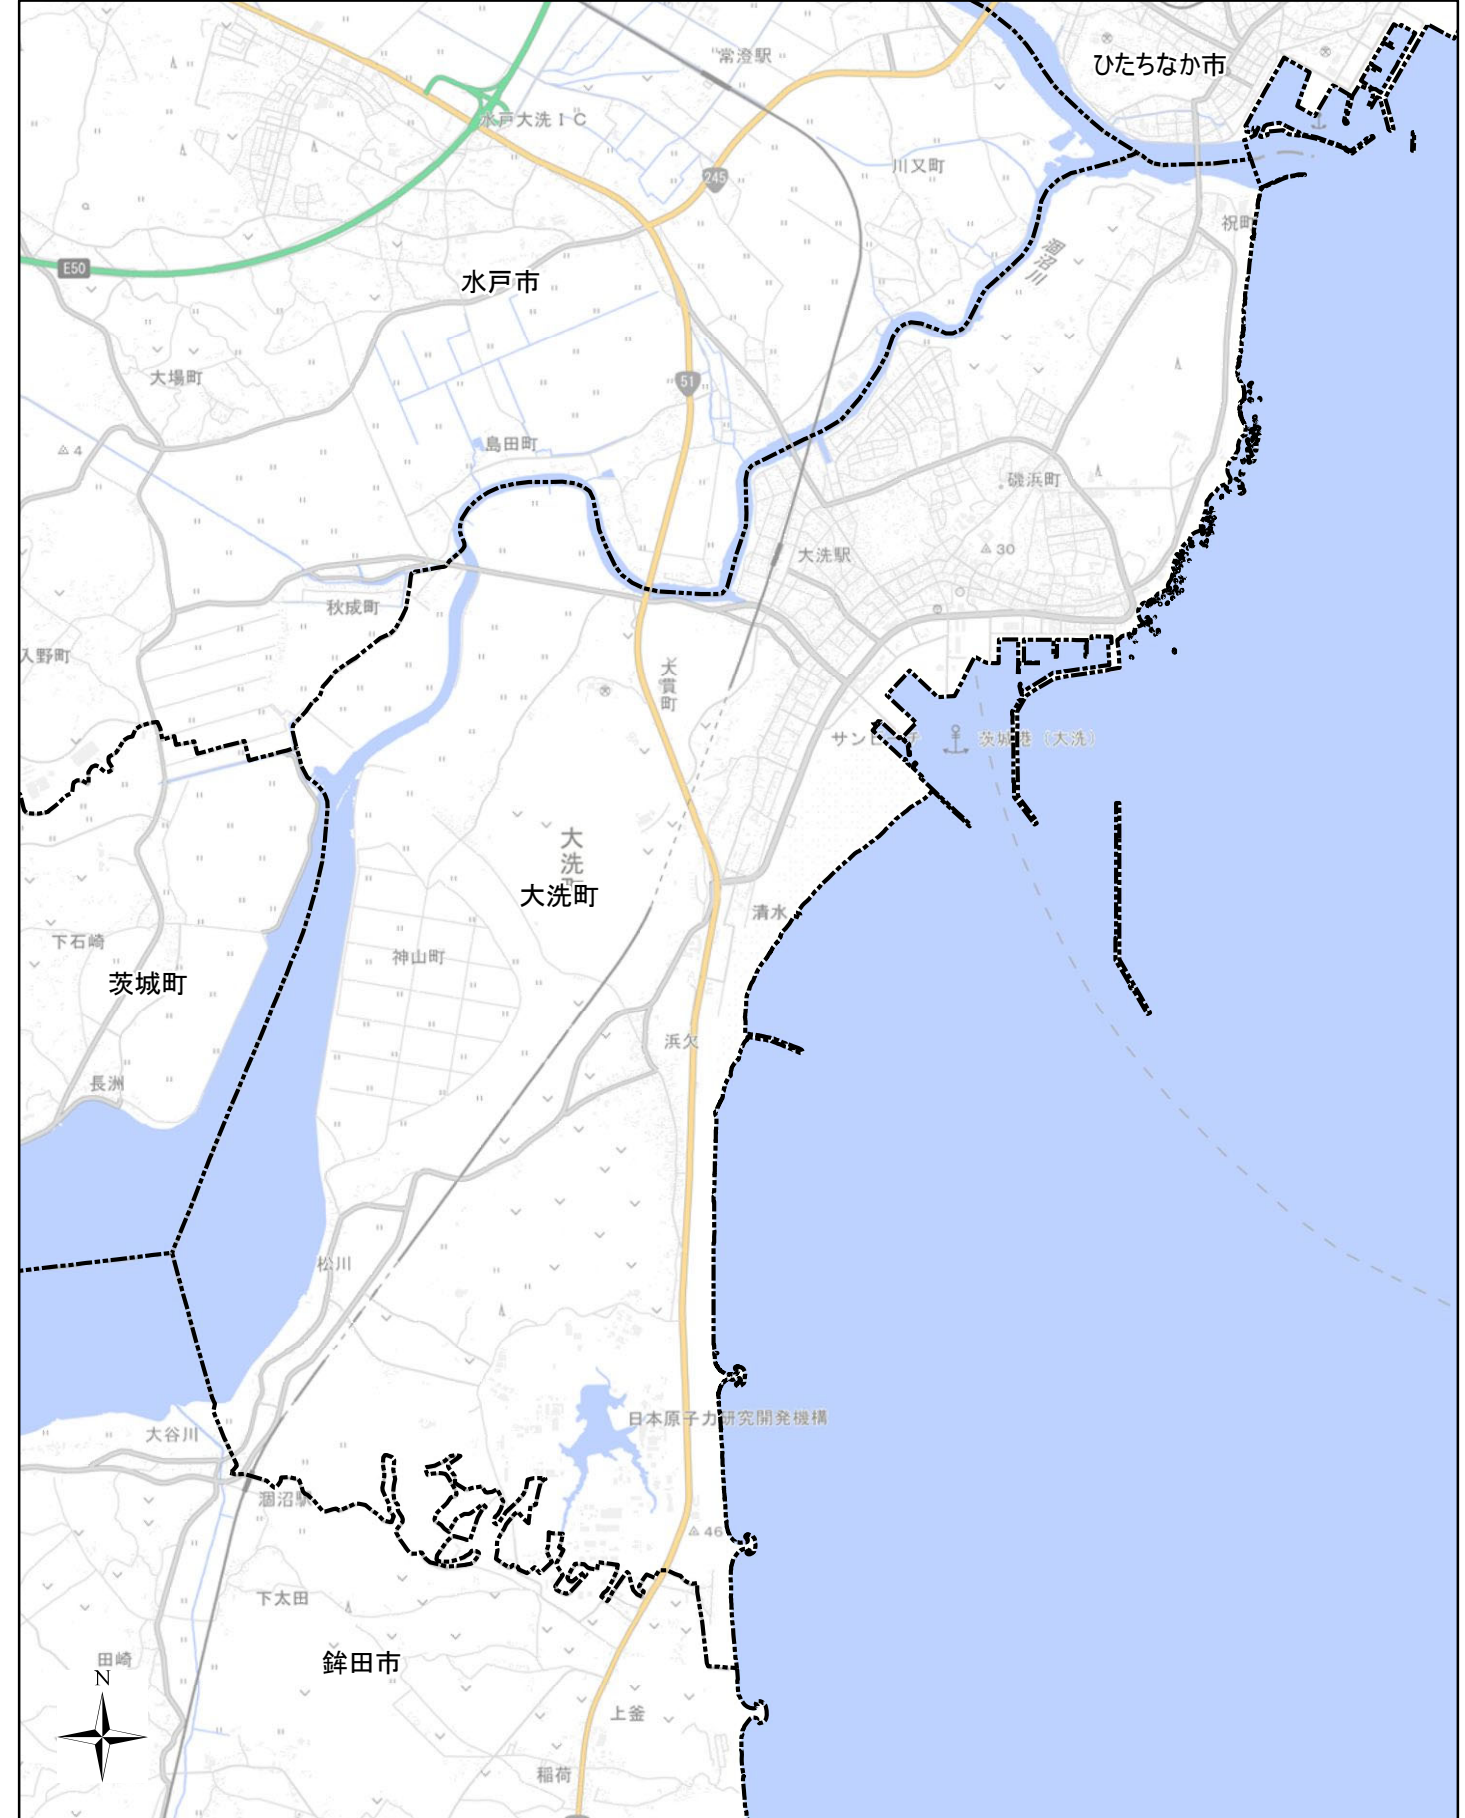 ひたちなか市
常澄駅
水戸大洗ＩＣ
川又町
245
祝町
E50
水戸市
涸沼川
大場町
51
4
島田町
磯浜町
大洗駅
30
秋成町
入野町
大貫町
サンビーチ
茨城港（大洗）
大洗町
大洗町
清水
下石崎
神山町
茨城町
浜欠
長洲
松川
日本原子力研究開発機構
大谷川
涸沼駅
46
下太田
田崎
鉾田市
N
上釜
稲荷